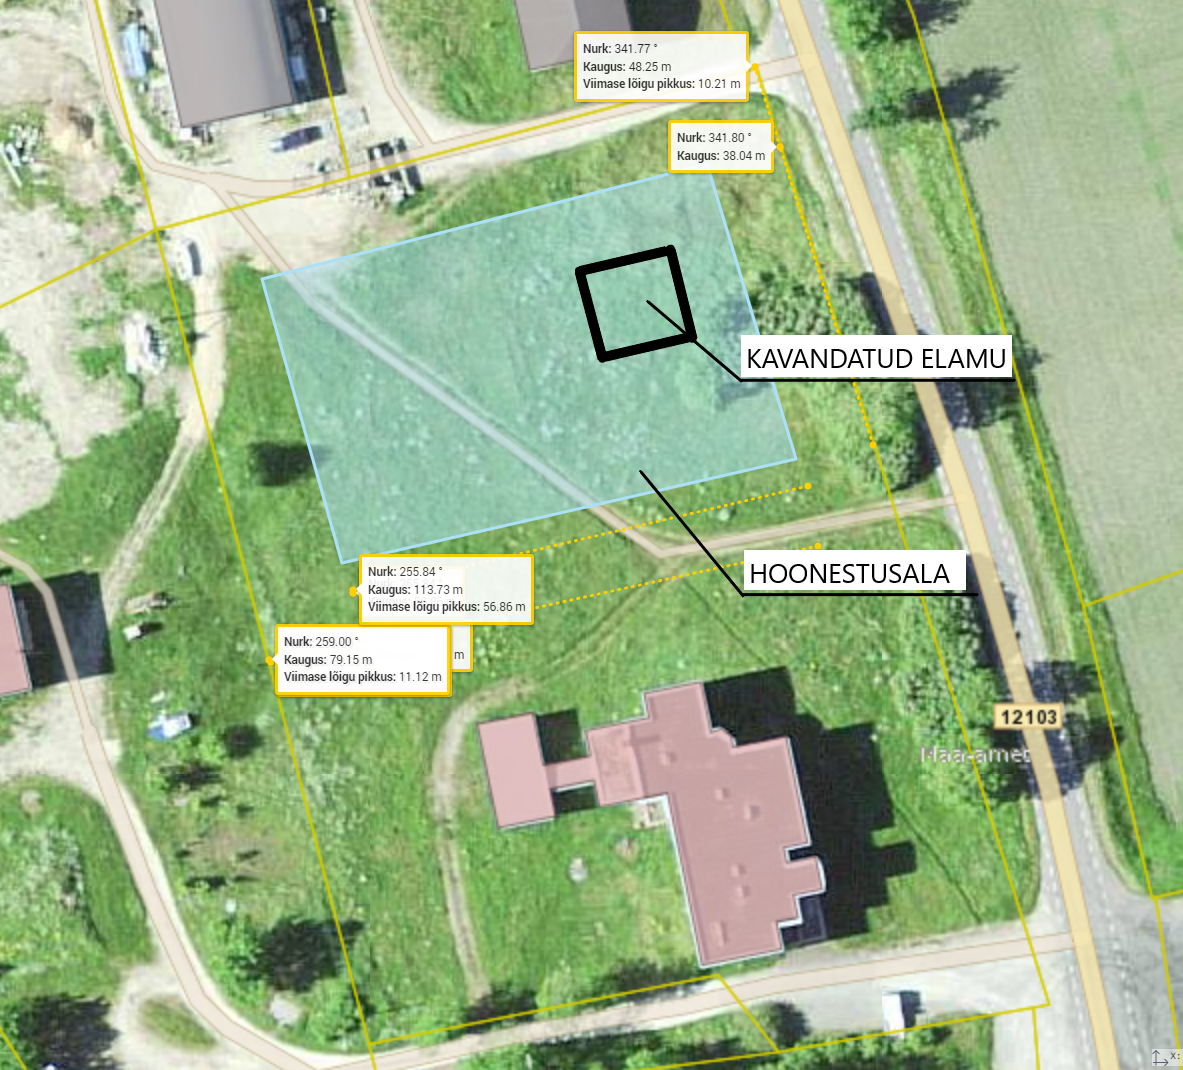 Nurk: 341.77 °
Kaugus: 48.25 m
Viimase lõigu pikkus: 10.21 m
Nurk: 341.80 °
Kaugus: 38.04 m
KAVANDATUD ELAMU
Nurk: 255.84 °
Kaugus: 113.73 m
Viimase lõigu pikkus: 56.86 m
HOONESTUSALA
Nurk: 259.00 °
Kaugus: 79.15 m
Viimase lõigu pikkus: 11.12 m
m
12103
Maa-amet
X: